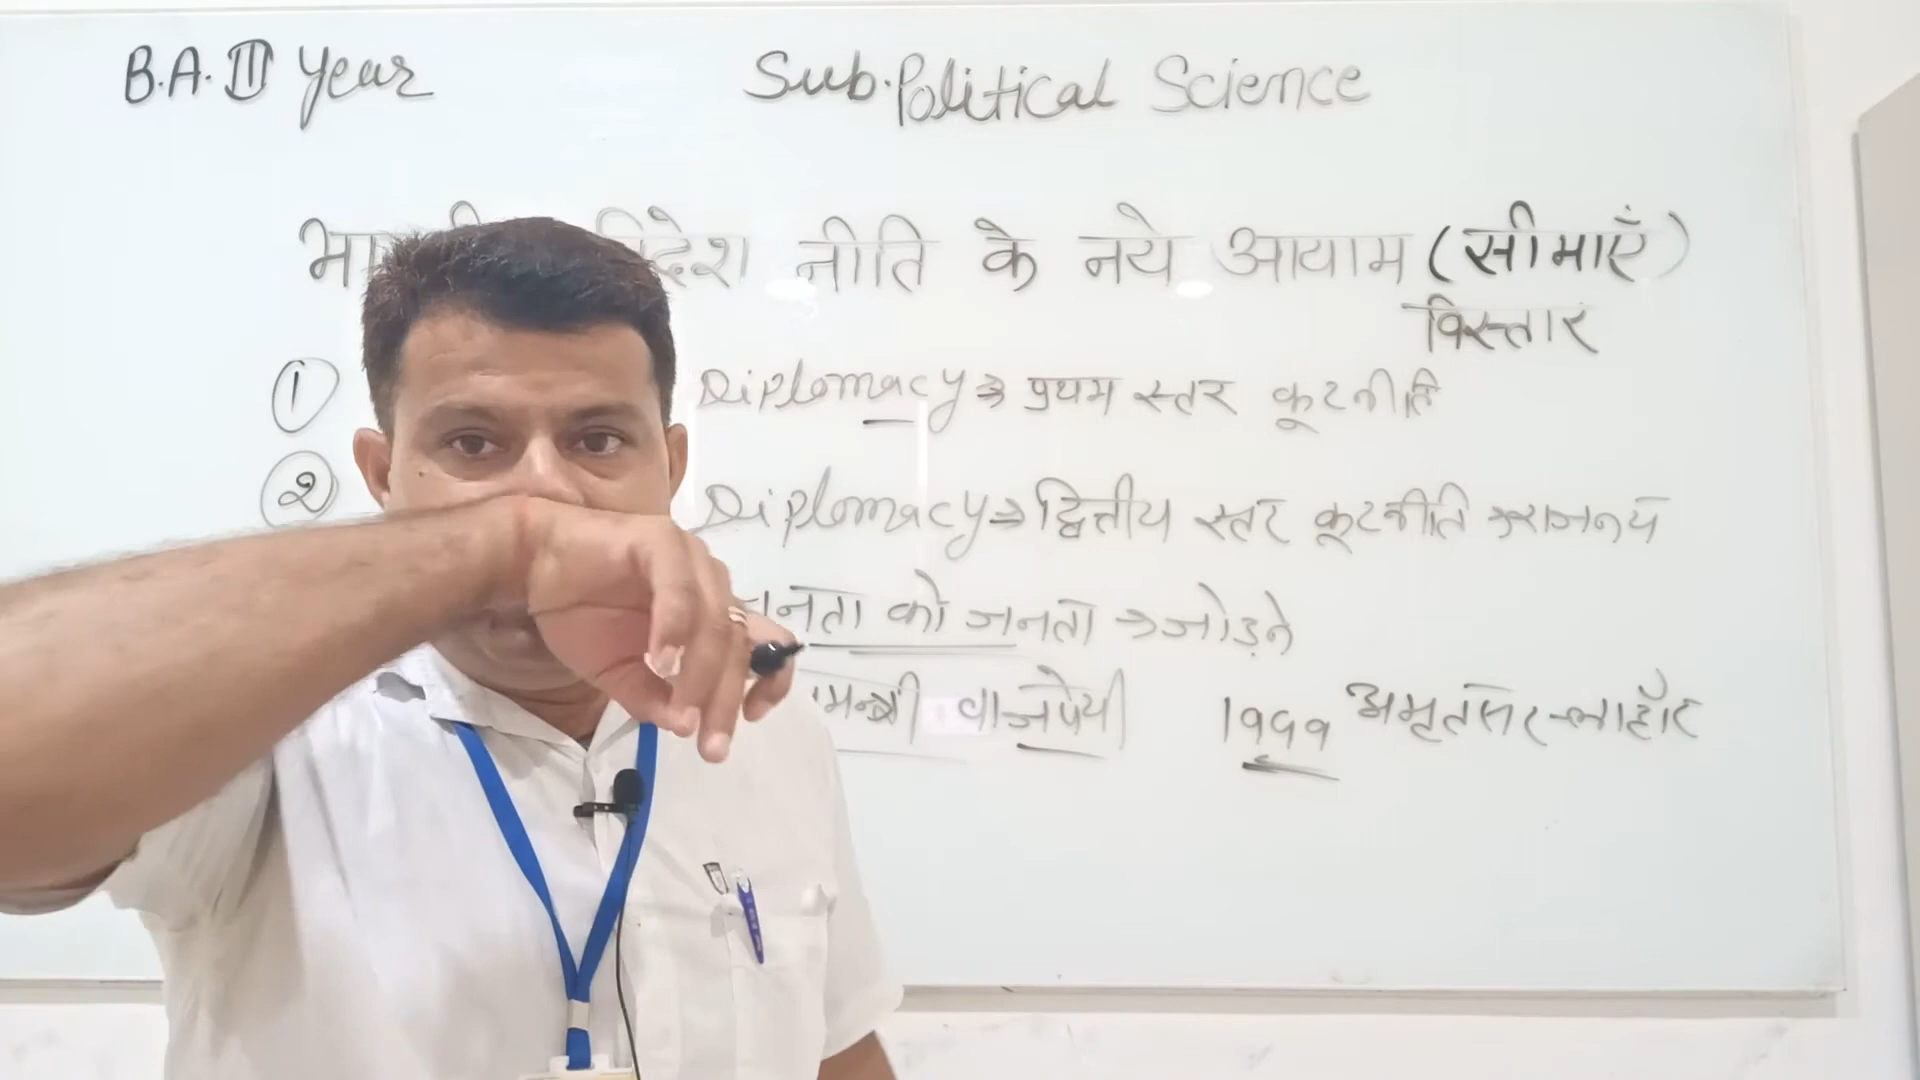 B.A. III Year Sub. Political Science
नीति के नये आयाम (सीमाएँ)
विस्तार
① Diplomacy → प्रथम स्तर कूटनीति
② Diplomacy → द्वितीय स्तर कूटनीति → राजनय
को जनता → जोड़ने
वाजपेयी 1999 अमृतसर-लाहौर